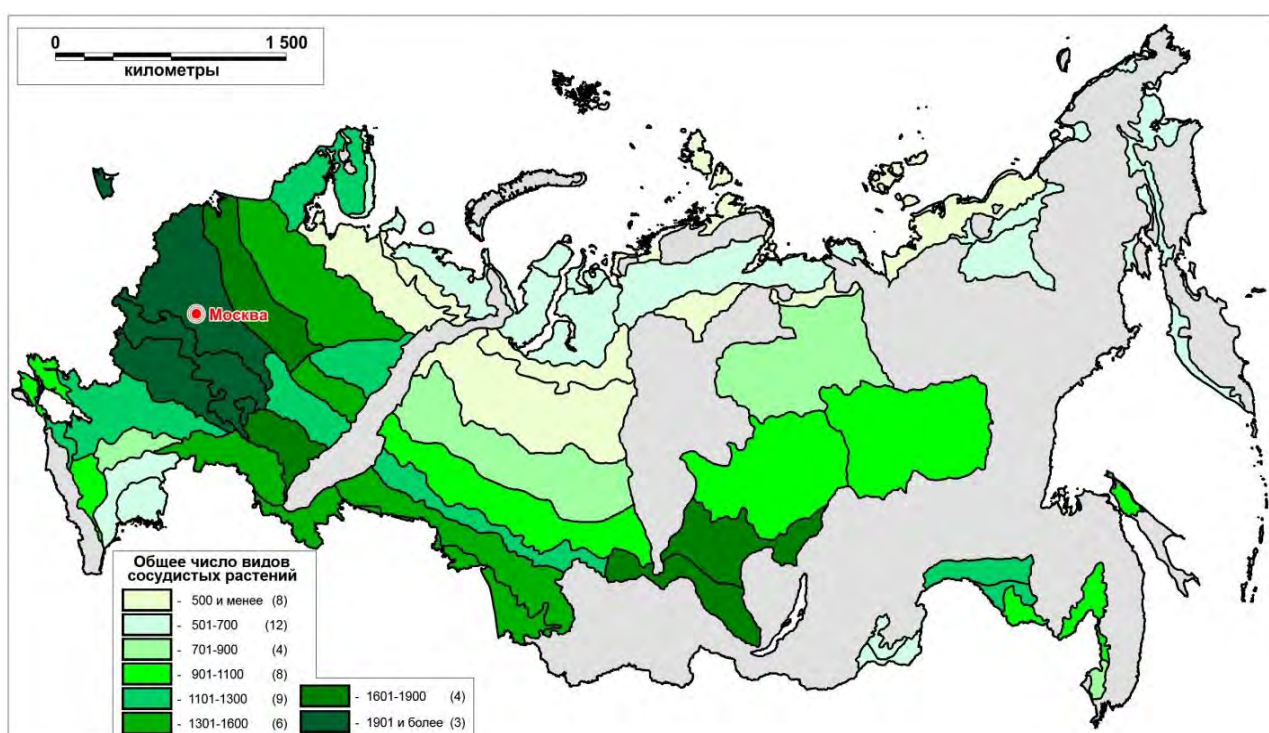 0 1 500
километры
Москва
Общее число видов
сосудистых растений
- 500 и менее (8)
- 501-700 (12)
- 701-900 (4)
- 901-1100 (8)
- 1101-1300 (9)
- 1301-1600 (6)
- 1601-1900 (4)
- 1901 и более (3)